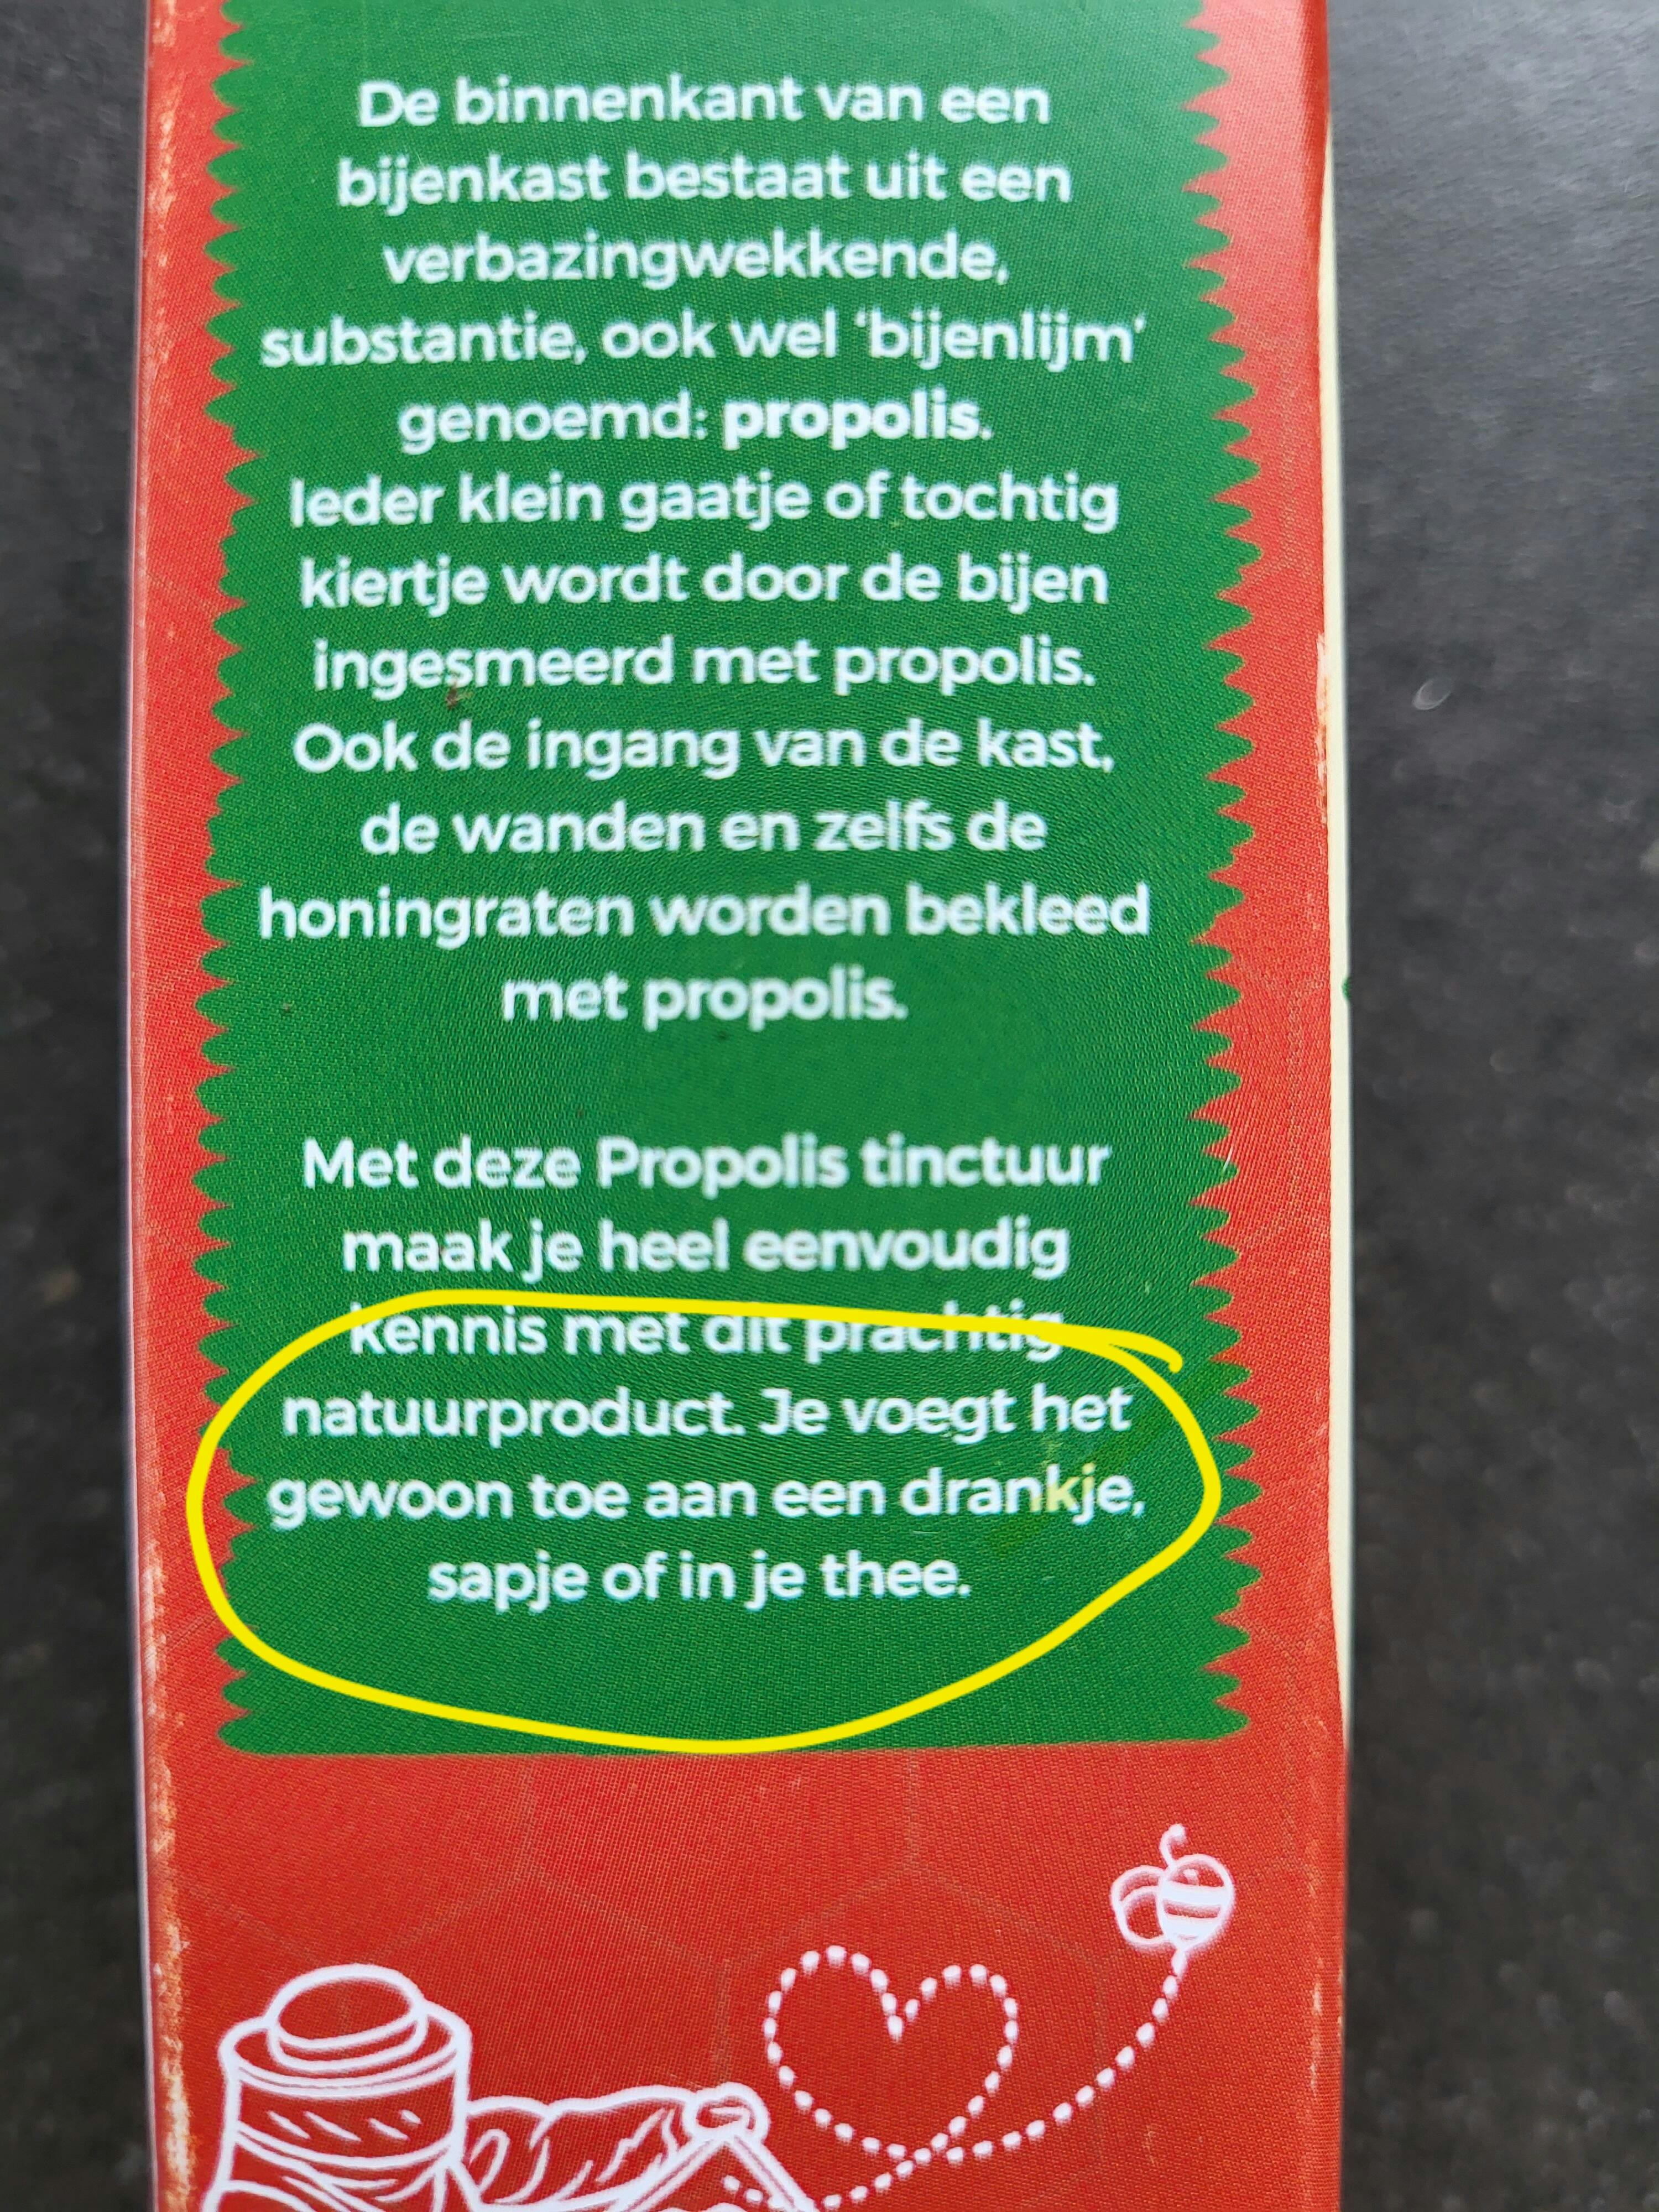 De binnenkant van een
bijenkast bestaat uit een
verbazingwekkende,
substantie, ook wel ‘bijenlijm’
genoemd: propolis.
Ieder klein gaatje of tochtig
kiertje wordt door de bijen
ingesmeerd met propolis.
Ook de ingang van de kast,
de wanden en zelfs de
honingraten worden bekleed
met propolis.
Met deze Propolis tinctuur
maak je heel eenvoudig
kennis met dit prachtig
natuurproduct. Je voegt het
gewoon toe aan een drankje,
sapje of in je thee.